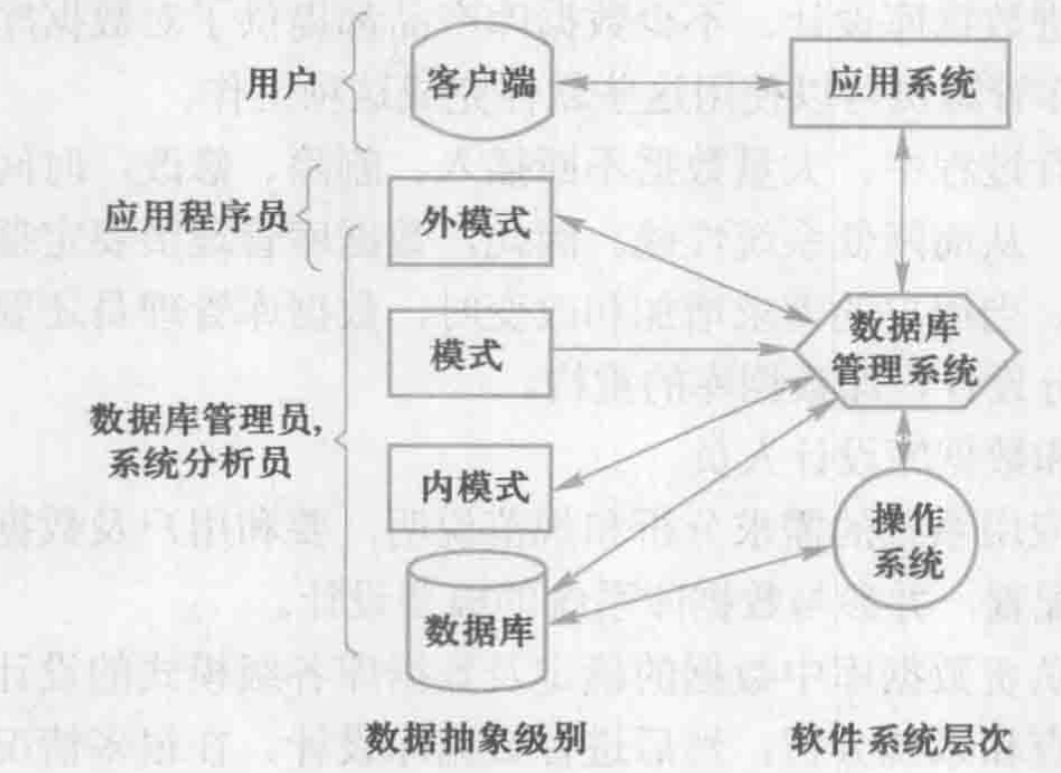 用户
客户端
应用系统
应用程序员
外模式
模式
数据库
管理系统
数据库管理员,
系统分析员
内模式
操作
系统
数据库
数据抽象级别
软件系统层次